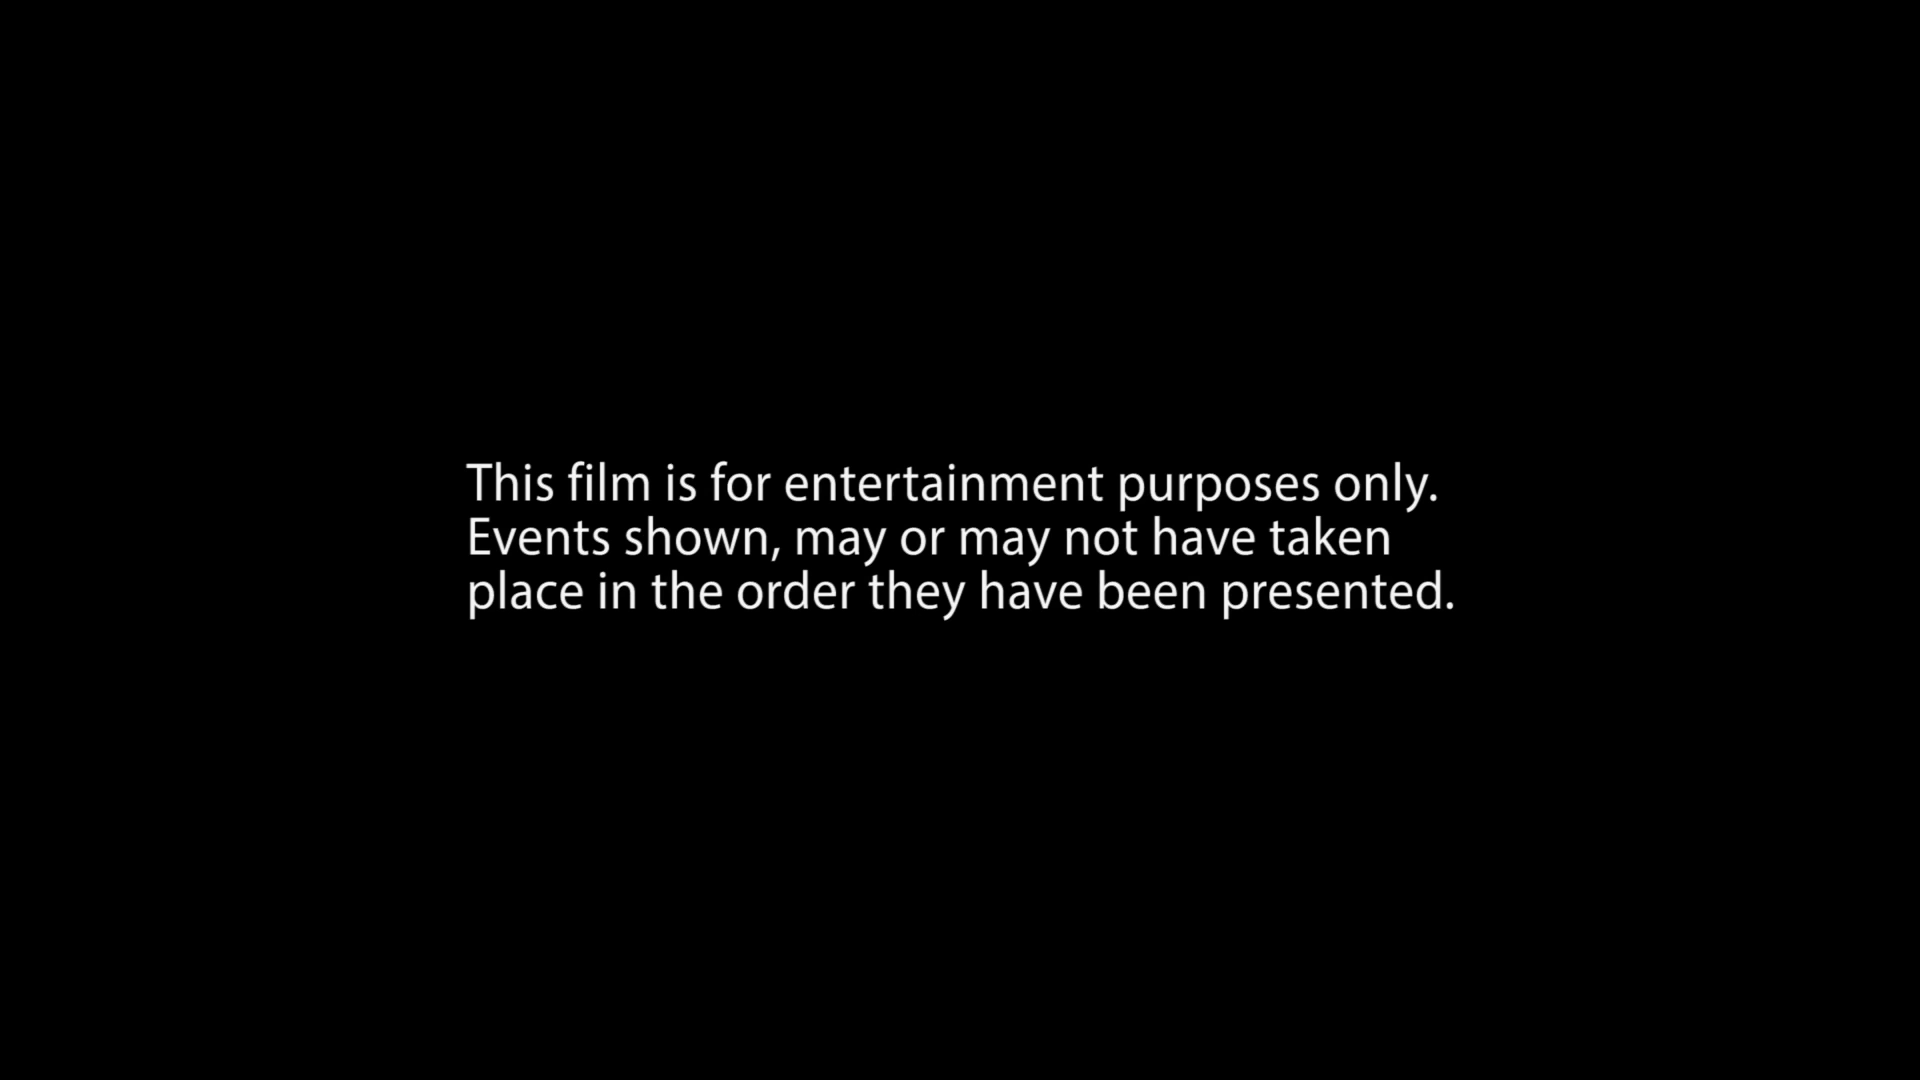 This film is for entertainment purposes only.
Events shown, may or may not have taken
place in the order they have been presented.